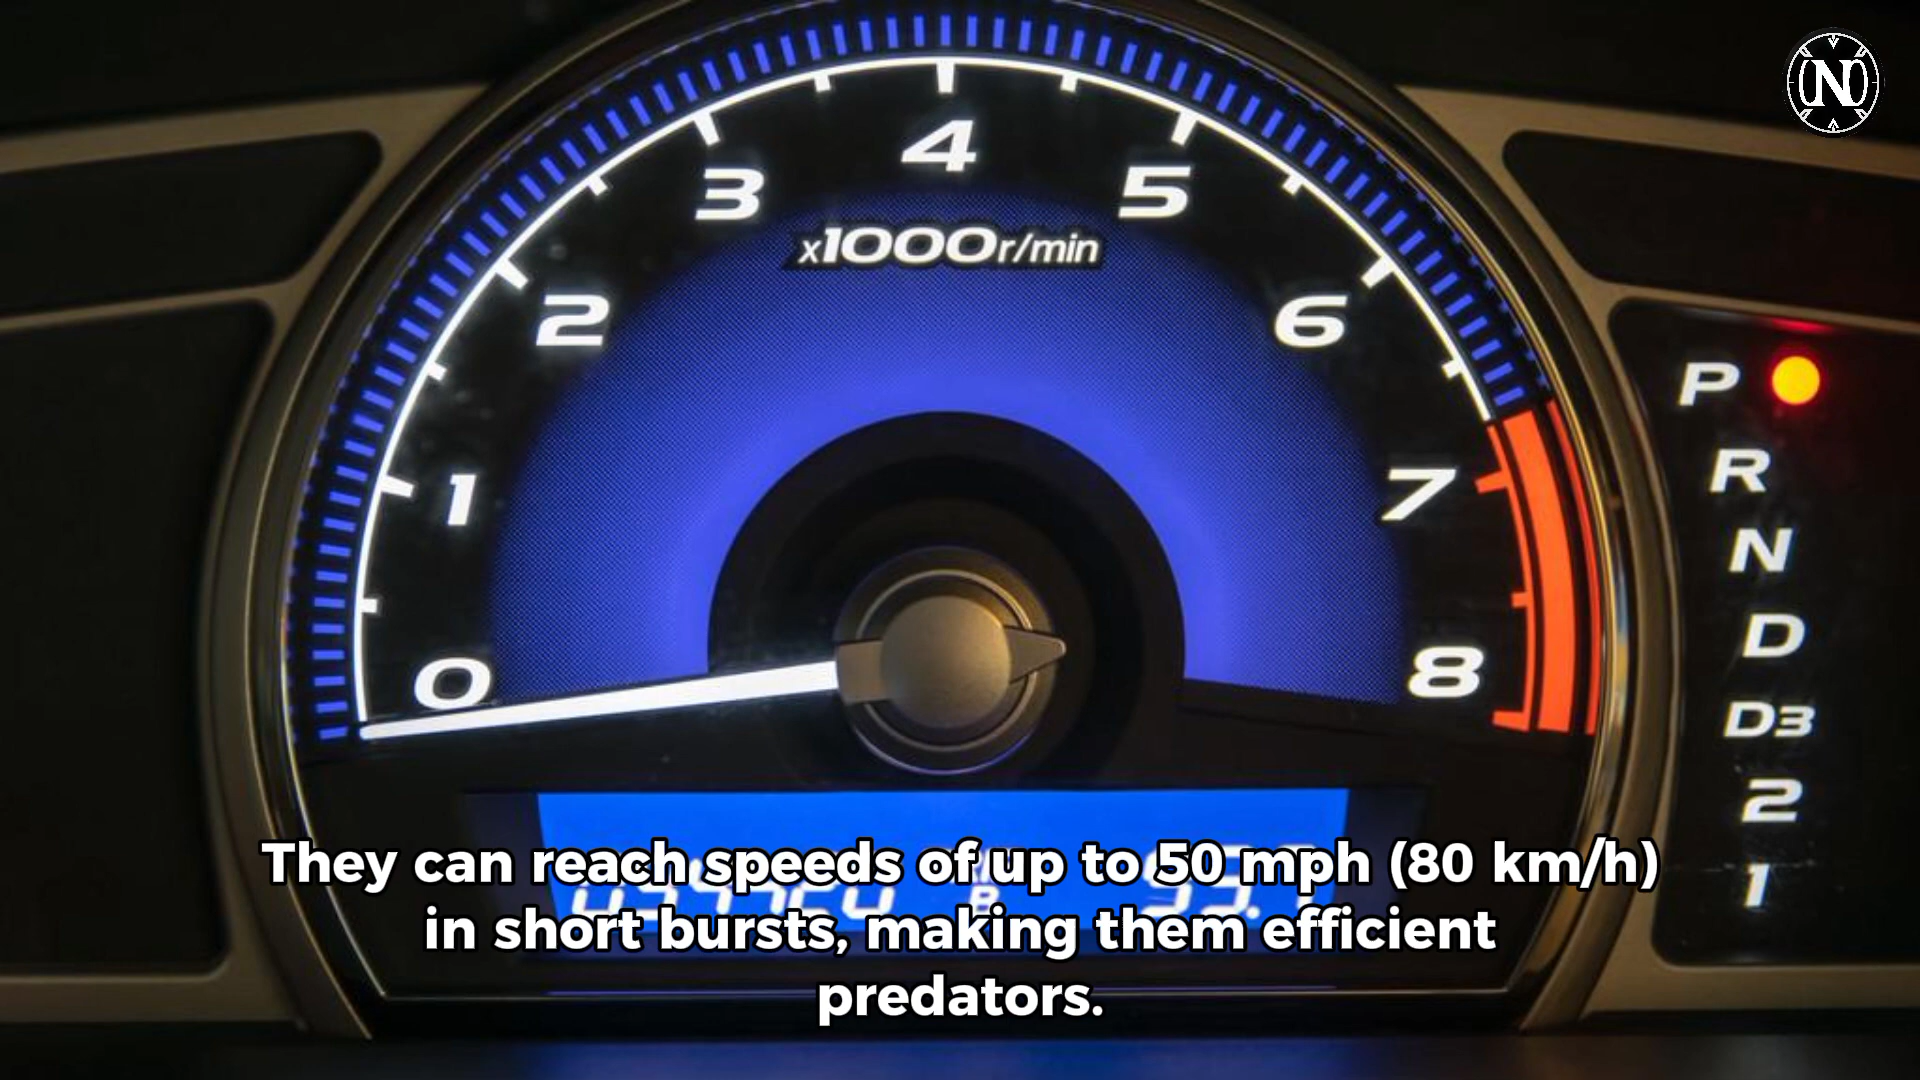 N
4
3
5
x1000r/min
2
6
P
R
1
7
N
D
0
8
D3
2
1
They can reach speeds of up to 50 mph (80 km/h)
in short bursts, making them efficient
predators.